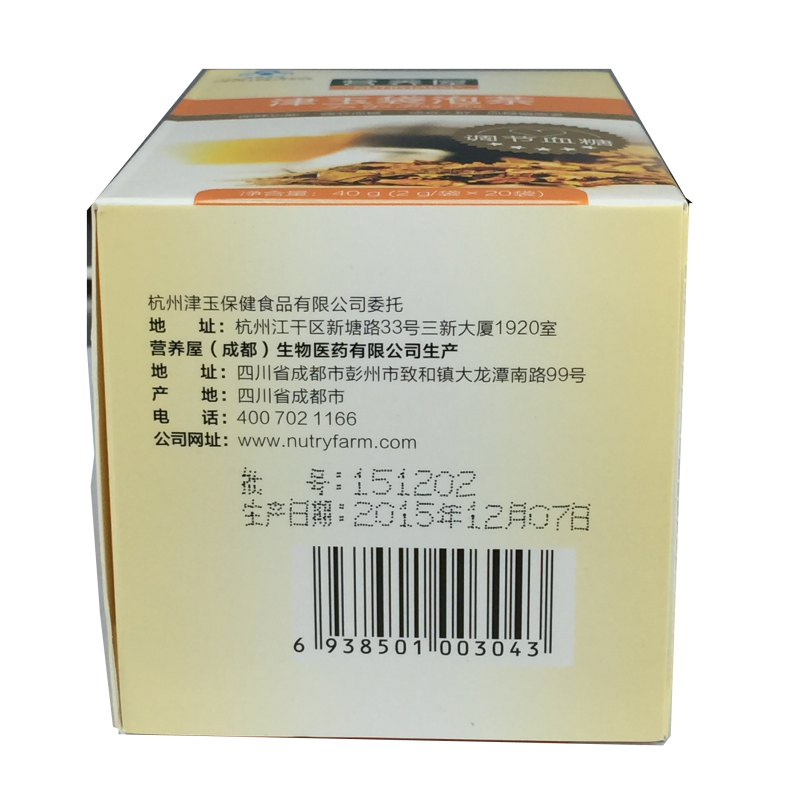 营养屋
津玉袋泡茶
调节血糖
净含量：40 g (2 g/袋 × 20袋)
杭州津玉保健食品有限公司委托
地 址：杭州江干区新塘路33号三新大厦1920室
营养屋（成都）生物医药有限公司生产
地 址：四川省成都市彭州市致和镇大龙潭南路99号
产 地：四川省成都市
电 话：400 702 1166
公司网址：www.nutryfarm.com
批 号：151202
生产日期：2015年12月07日
6 938501 003043